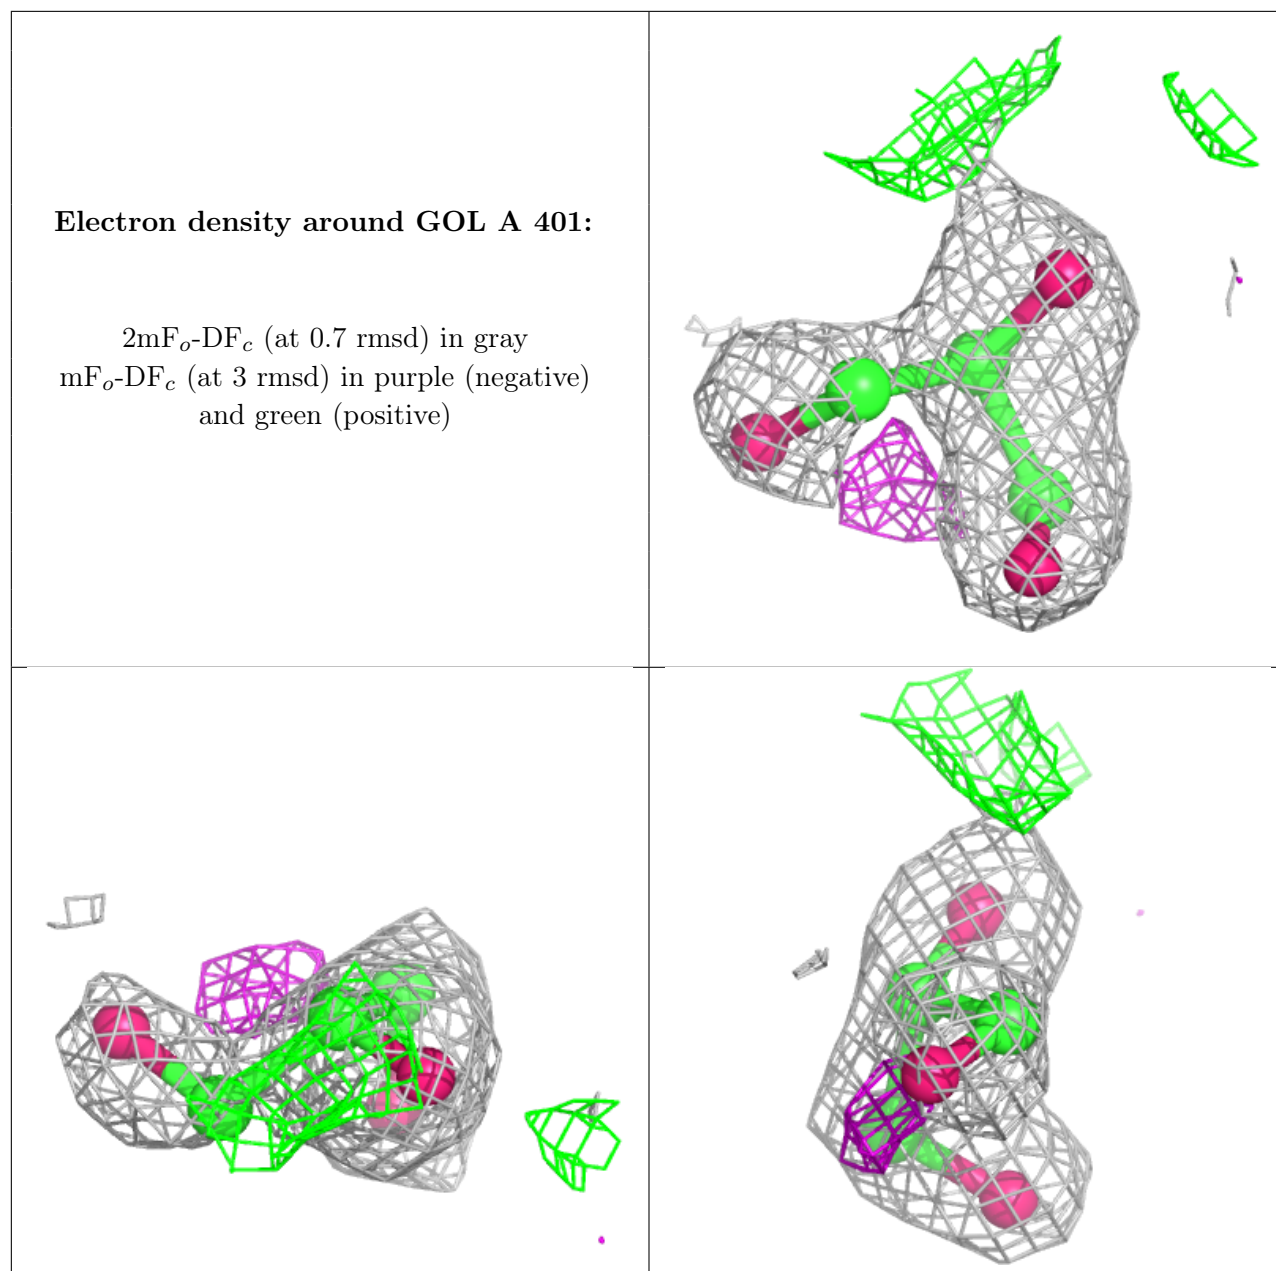 Electron density around GOL A 401:
2mFₒ-DF𝒸 (at 0.7 rmsd) in gray
mFₒ-DF𝒸 (at 3 rmsd) in purple (negative)
and green (positive)